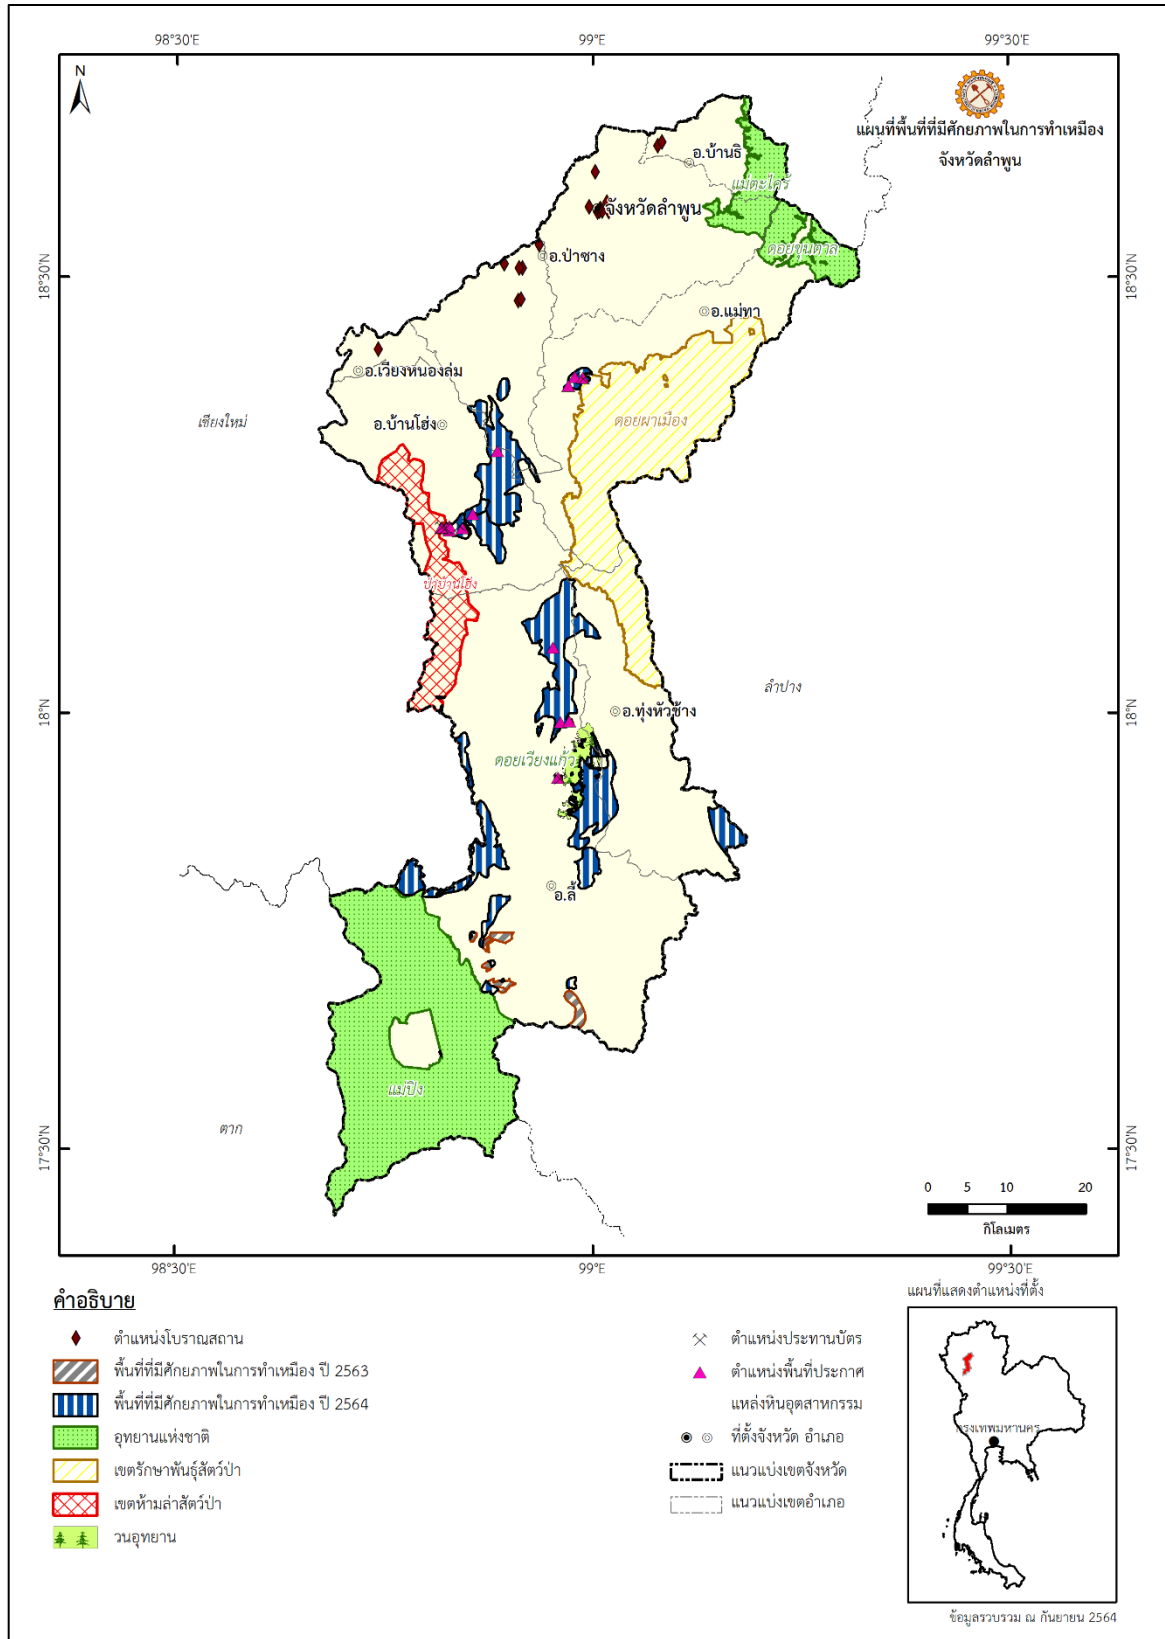 98°30'E
99°E
99°30'E
N
แผนที่พื้นที่ที่มีศักยภาพในการทำเหมือง
จังหวัดลำพูน
อ.บ้านธิ
แม่ตะไคร้
จังหวัดลำพูน
ดอยขุนตาล
อ.ป่าซาง
18°30'N
18°30'N
อ.แม่ทา
อ.เวียงหนองล่ม
เชียงใหม่
อ.บ้านโฮ่ง
ดอยผาเมือง
ป่าบ้านโฮ่ง
ลำปาง
18°N
18°N
อ.ทุ่งหัวช้าง
ดอยเวียงแก้ว
อ.ลี้
แม่ปิง
ตาก
17°30'N
17°30'N
0 5 10 20
กิโลเมตร
98°30'E
99°E
99°30'E
คำอธิบาย
ตำแหน่งโบราณสถาน
พื้นที่ที่มีศักยภาพในการทำเหมือง ปี 2563
พื้นที่ที่มีศักยภาพในการทำเหมือง ปี 2564
อุทยานแห่งชาติ
เขตรักษาพันธุ์สัตว์ป่า
เขตห้ามล่าสัตว์ป่า
วนอุทยาน
ตำแหน่งประทานบัตร
ตำแหน่งพื้นที่ประกาศ
แหล่งหินอุตสาหกรรม
ที่ตั้งจังหวัด อำเภอ
แนวแบ่งเขตจังหวัด
แนวแบ่งเขตอำเภอ
แผนที่แสดงตำแหน่งที่ตั้ง
กรุงเทพมหานคร
ข้อมูลรวบรวม ณ กันยายน 2564